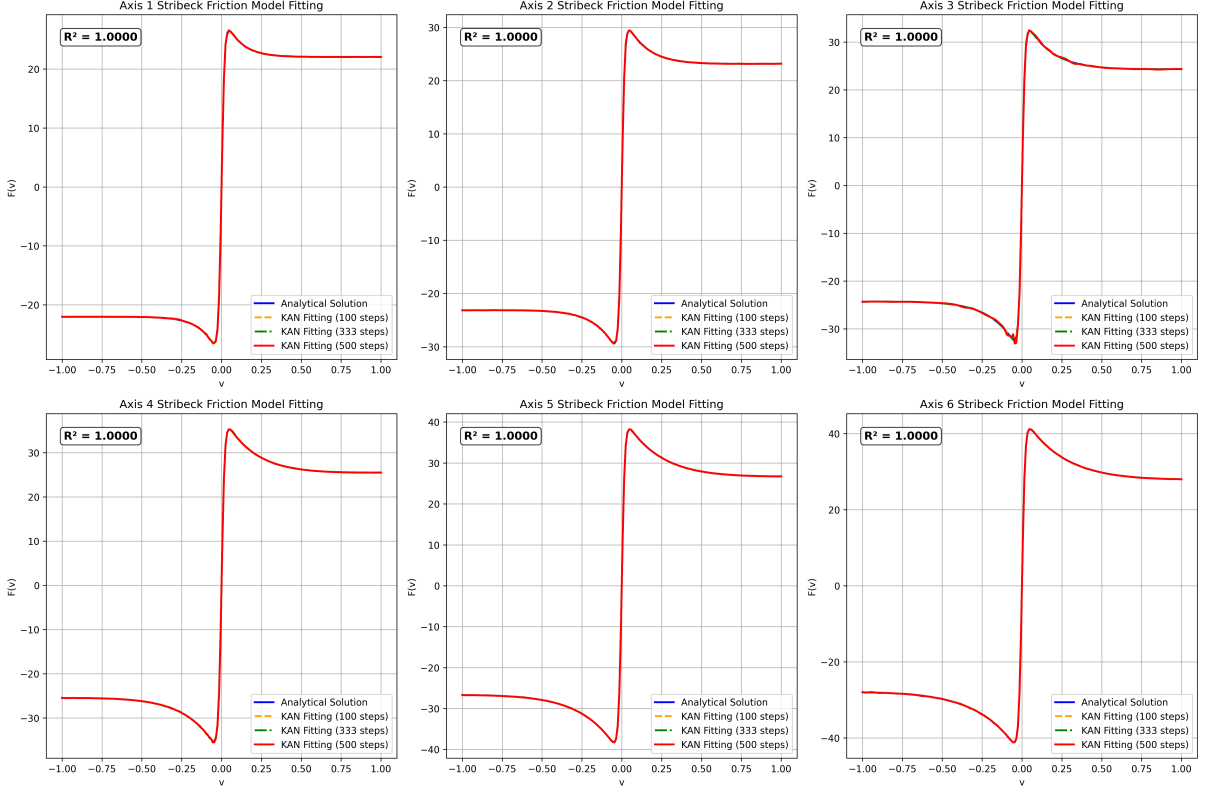 Axis 1 Stribeck Friction Model Fitting
R² = 1.0000
20
10
0
−10
−20
F(v)
−1.00 −0.75 −0.50 −0.25 0.00 0.25 0.50 0.75 1.00
v
Analytical Solution
KAN Fitting (100 steps)
KAN Fitting (333 steps)
KAN Fitting (500 steps)
Axis 2 Stribeck Friction Model Fitting
R² = 1.0000
30
20
10
0
−10
−20
−30
F(v)
−1.00 −0.75 −0.50 −0.25 0.00 0.25 0.50 0.75 1.00
v
Analytical Solution
KAN Fitting (100 steps)
KAN Fitting (333 steps)
KAN Fitting (500 steps)
Axis 3 Stribeck Friction Model Fitting
R² = 1.0000
30
20
10
0
−10
−20
−30
F(v)
−1.00 −0.75 −0.50 −0.25 0.00 0.25 0.50 0.75 1.00
v
Analytical Solution
KAN Fitting (100 steps)
KAN Fitting (333 steps)
KAN Fitting (500 steps)
Axis 4 Stribeck Friction Model Fitting
R² = 1.0000
30
20
10
0
−10
−20
−30
F(v)
−1.00 −0.75 −0.50 −0.25 0.00 0.25 0.50 0.75 1.00
v
Analytical Solution
KAN Fitting (100 steps)
KAN Fitting (333 steps)
KAN Fitting (500 steps)
Axis 5 Stribeck Friction Model Fitting
R² = 1.0000
40
30
20
10
0
−10
−20
−30
−40
F(v)
−1.00 −0.75 −0.50 −0.25 0.00 0.25 0.50 0.75 1.00
v
Analytical Solution
KAN Fitting (100 steps)
KAN Fitting (333 steps)
KAN Fitting (500 steps)
Axis 6 Stribeck Friction Model Fitting
R² = 1.0000
40
20
0
−20
−40
F(v)
−1.00 −0.75 −0.50 −0.25 0.00 0.25 0.50 0.75 1.00
v
Analytical Solution
KAN Fitting (100 steps)
KAN Fitting (333 steps)
KAN Fitting (500 steps)